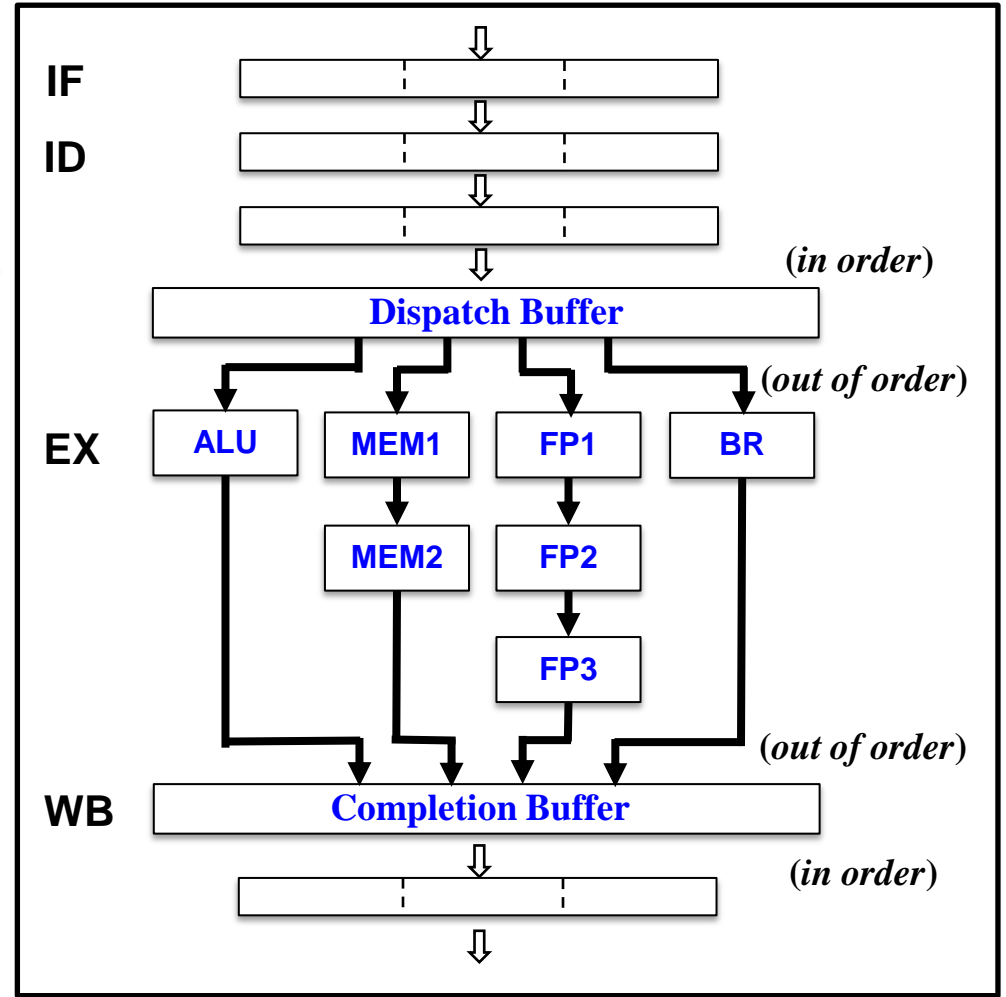 IF
ID
(in order)
Dispatch Buffer
(out of order)
EX
ALU
MEM1
FP1
BR
MEM2
FP2
FP3
(out of order)
WB
Completion Buffer
(in order)